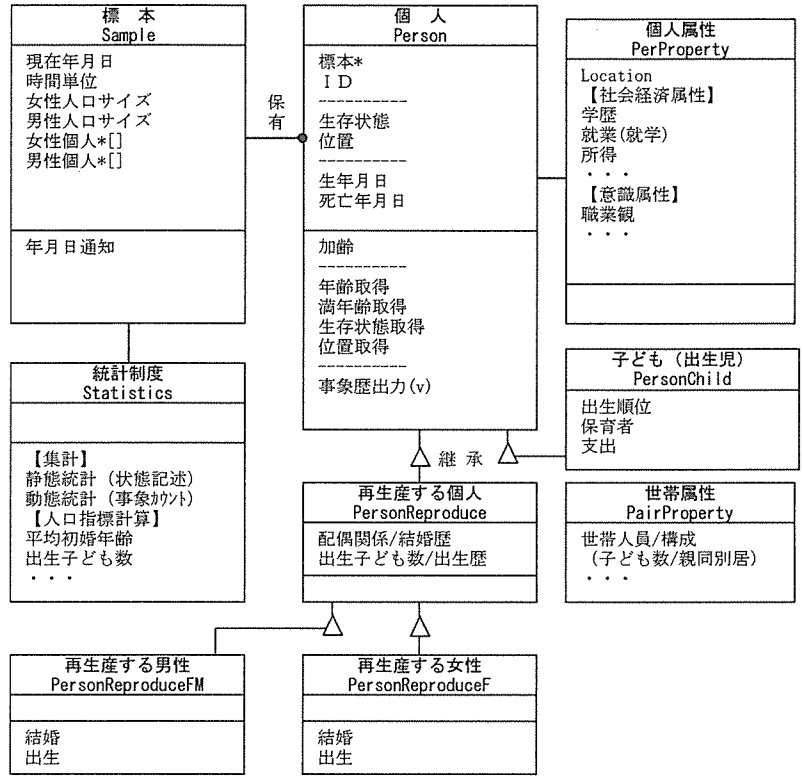 標 本
Sample
現在年月日
時間単位
女性人口サイズ
男性人口サイズ
女性個人*[]
男性個人*[]
年月日通知
保有
個 人
Person
標本*
ＩＤ
----------
生存状態
位置
----------
生年月日
死亡年月日
加齢
----------
年齢取得
満年齢取得
生存状態取得
位置取得
----------
事象歴出力(v)
個人属性
PerProperty
Location
【社会経済属性】
学歴
就業(就学)
所得
・・・
【意識属性】
職業観
・・・
統計制度
Statistics
【集計】
静態統計（状態記述）
動態統計（事象ｶｳﾝﾄ）
【人口指標計算】
平均初婚年齢
出生子ども数
・・・
子ども（出生児）
PersonChild
出生順位
保育者
支出
継 承
再生産する個人
PersonReproduce
配偶関係/結婚歴
出生子ども数/出生歴
世帯属性
PairProperty
世帯人員/構成
（子ども数/親同別居）
・・・
再生産する男性
PersonReproduceFM
結婚
出生
再生産する女性
PersonReproduceF
結婚
出生